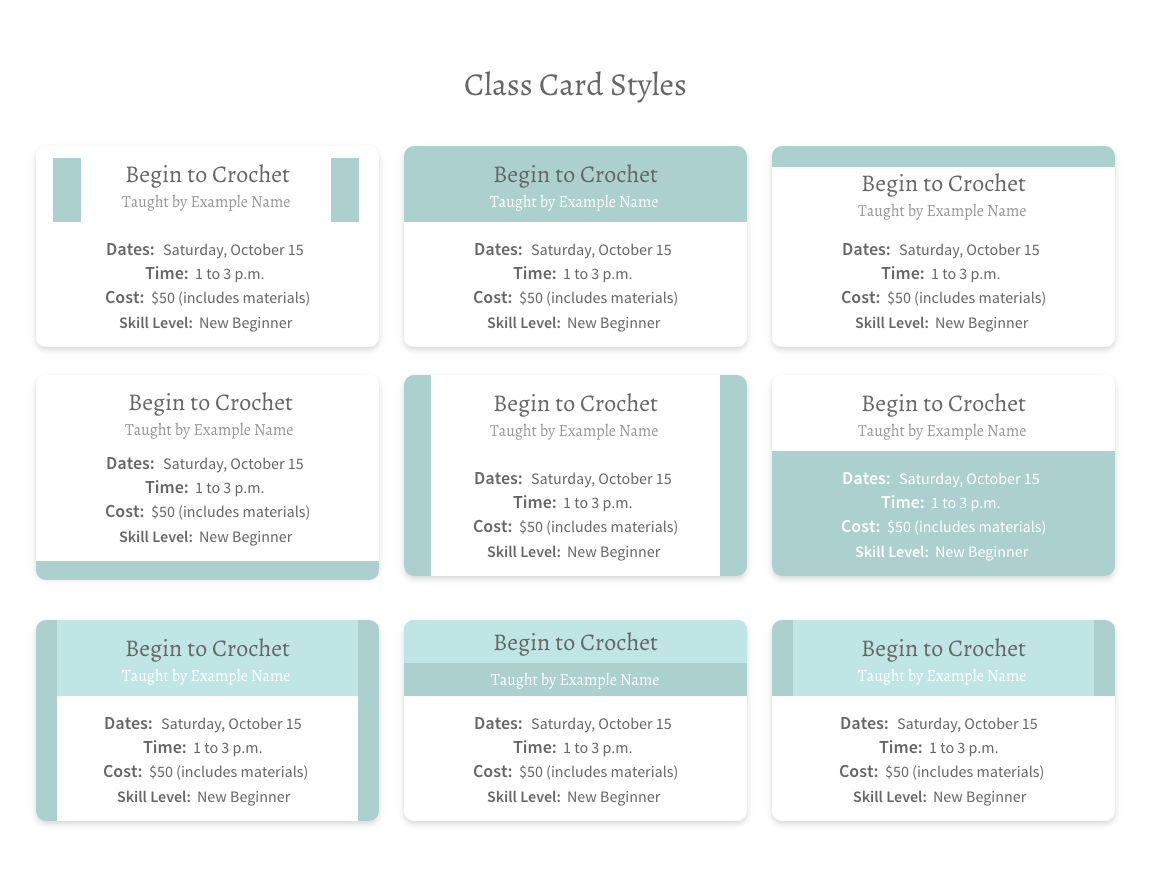 Class Card Styles
Begin to Crochet
Taught by Example Name
Dates: Saturday, October 15
Time: 1 to 3 p.m.
Cost: $50 (includes materials)
Skill Level: New Beginner
Begin to Crochet
Taught by Example Name
Dates: Saturday, October 15
Time: 1 to 3 p.m.
Cost: $50 (includes materials)
Skill Level: New Beginner
Begin to Crochet
Taught by Example Name
Dates: Saturday, October 15
Time: 1 to 3 p.m.
Cost: $50 (includes materials)
Skill Level: New Beginner
Begin to Crochet
Taught by Example Name
Dates: Saturday, October 15
Time: 1 to 3 p.m.
Cost: $50 (includes materials)
Skill Level: New Beginner
Begin to Crochet
Taught by Example Name
Dates: Saturday, October 15
Time: 1 to 3 p.m.
Cost: $50 (includes materials)
Skill Level: New Beginner
Begin to Crochet
Taught by Example Name
Dates: Saturday, October 15
Time: 1 to 3 p.m.
Cost: $50 (includes materials)
Skill Level: New Beginner
Begin to Crochet
Taught by Example Name
Dates: Saturday, October 15
Time: 1 to 3 p.m.
Cost: $50 (includes materials)
Skill Level: New Beginner
Begin to Crochet
Taught by Example Name
Dates: Saturday, October 15
Time: 1 to 3 p.m.
Cost: $50 (includes materials)
Skill Level: New Beginner
Begin to Crochet
Taught by Example Name
Dates: Saturday, October 15
Time: 1 to 3 p.m.
Cost: $50 (includes materials)
Skill Level: New Beginner